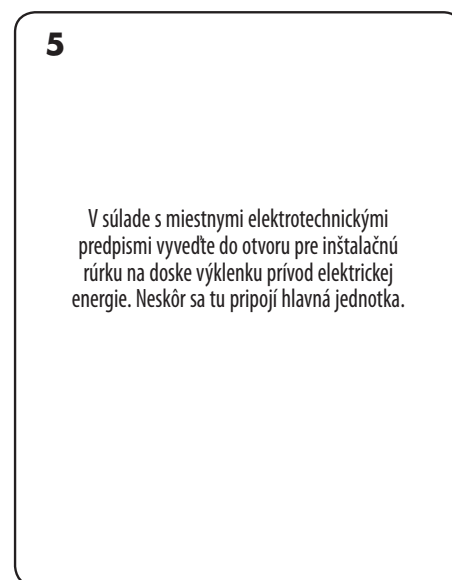 5
V súlade s miestnymi elektrotechnickými
predpismi vyveďte do otvoru pre inštalačnú
rúrku na doske výklenku prívod elektrickej
energie. Neskôr sa tu pripojí hlavná jednotka.